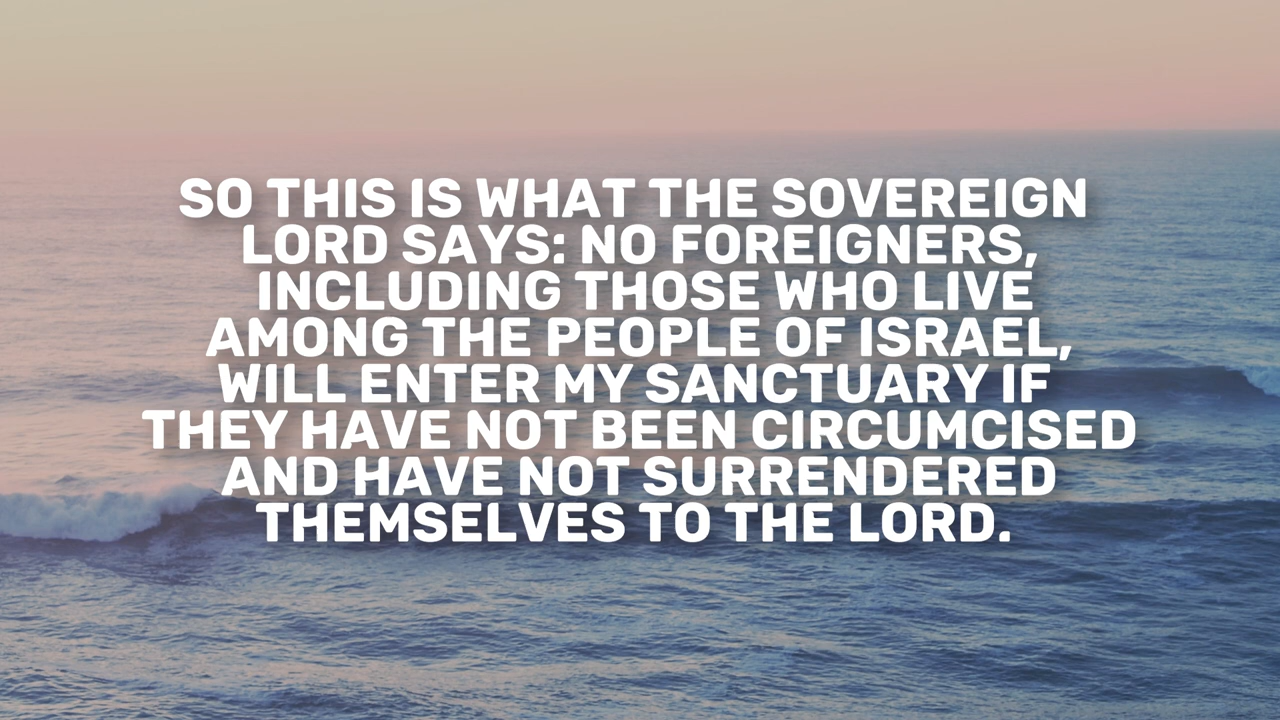 SO THIS IS WHAT THE SOVEREIGN
LORD SAYS: NO FOREIGNERS,
INCLUDING THOSE WHO LIVE
AMONG THE PEOPLE OF ISRAEL,
WILL ENTER MY SANCTUARY IF
THEY HAVE NOT BEEN CIRCUMCISED
AND HAVE NOT SURRENDERED
THEMSELVES TO THE LORD.